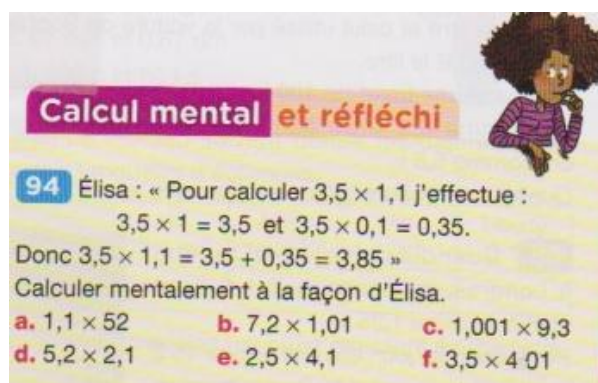 Calcul mental et réfléchi
94 Élisa : « Pour calculer 3,5 × 1,1 j'effectue :
3,5 × 1 = 3,5 et 3,5 × 0,1 = 0,35.
Donc 3,5 × 1,1 = 3,5 + 0,35 = 3,85 »
Calculer mentalement à la façon d'Élisa.
a. 1,1 × 52 b. 7,2 × 1,01 c. 1,001 × 9,3
d. 5,2 × 2,1 e. 2,5 × 4,1 f. 3,5 × 4 01